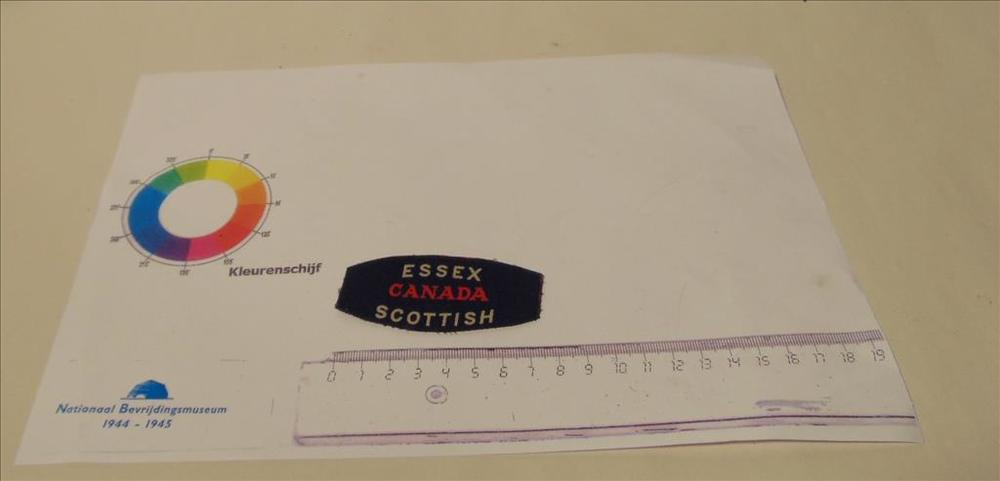 Kleurenschijf
ESSEX
CANADA
SCOTTISH
0 1 2 3 4 5 6 7 8 9 10 11 12 13 14 15 16 17 18 19
Nationaal Bevrijdingsmuseum
1944 - 1945